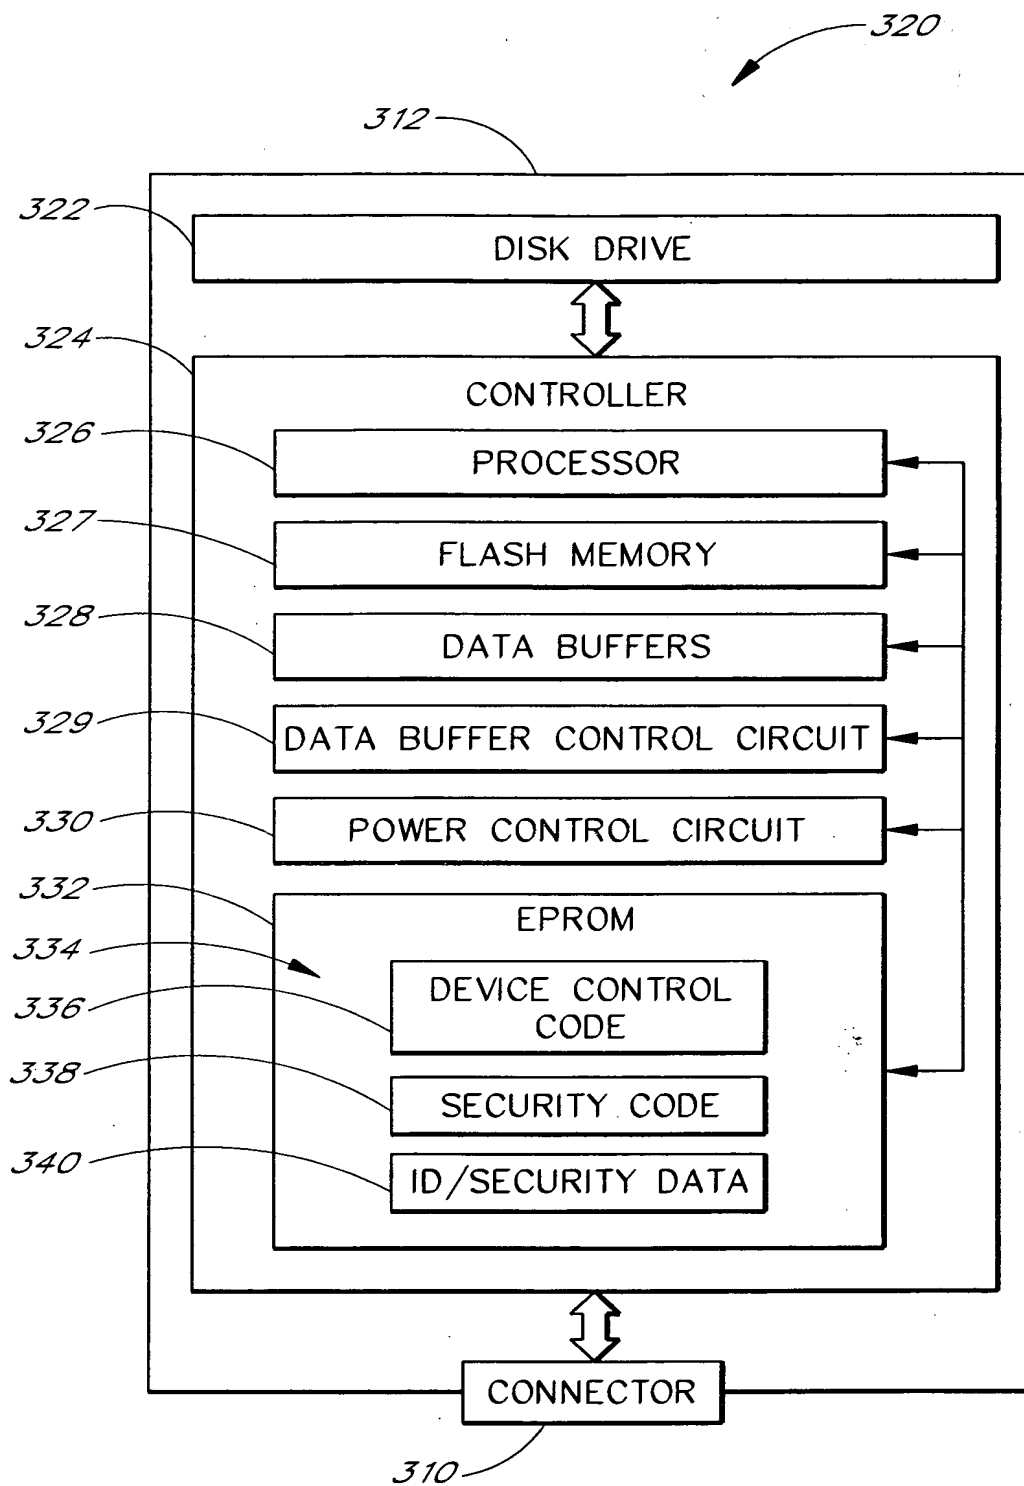 320
312
322
DISK DRIVE
324
CONTROLLER
326
PROCESSOR
327
FLASH MEMORY
328
DATA BUFFERS
329
DATA BUFFER CONTROL CIRCUIT
330
POWER CONTROL CIRCUIT
332
EPROM
334
336
DEVICE CONTROL
CODE
338
SECURITY CODE
340
ID/SECURITY DATA
CONNECTOR
310